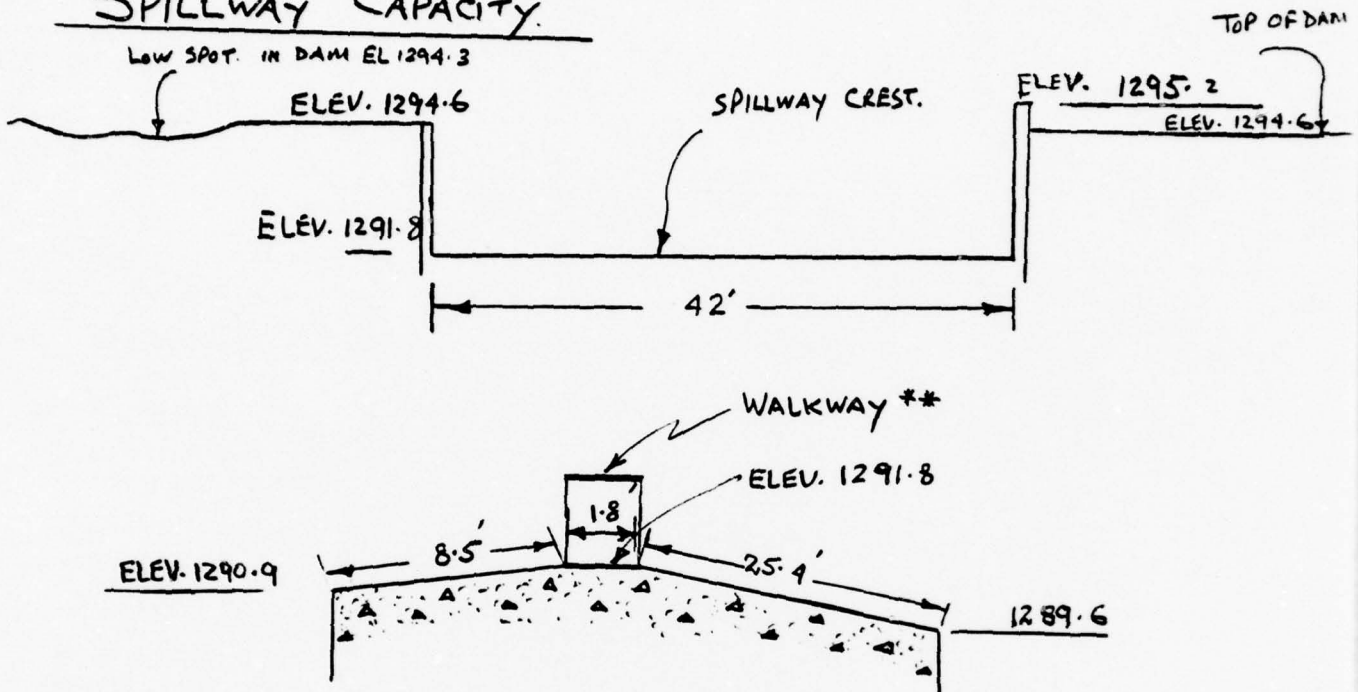 SPILLWAY CAPACITY.
TOP OF DAM
LOW SPOT. IN DAM EL 1294.3
ELEV. 1294.6
SPILLWAY CREST.
ELEV. 1295.2
ELEV. 1294.6
ELEV. 1291.8
42'
WALKWAY **
ELEV. 1291.8
1.8'
8.5'
25.4'
ELEV. 1290.9
1289.6